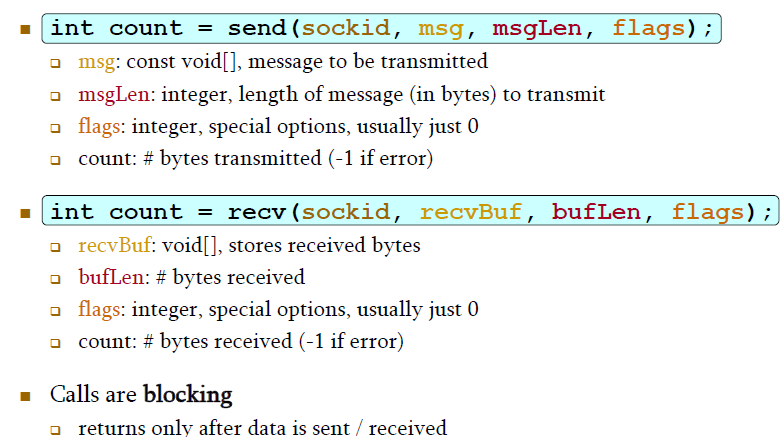 int count = send(sockid, msg, msgLen, flags);
msg: const void[], message to be transmitted
msgLen: integer, length of message (in bytes) to transmit
flags: integer, special options, usually just 0
count: # bytes transmitted (-1 if error)
int count = recv(sockid, recvBuf, bufLen, flags);
recvBuf: void[], stores received bytes
bufLen: # bytes received
flags: integer, special options, usually just 0
count: # bytes received (-1 if error)
Calls are blocking
returns only after data is sent / received